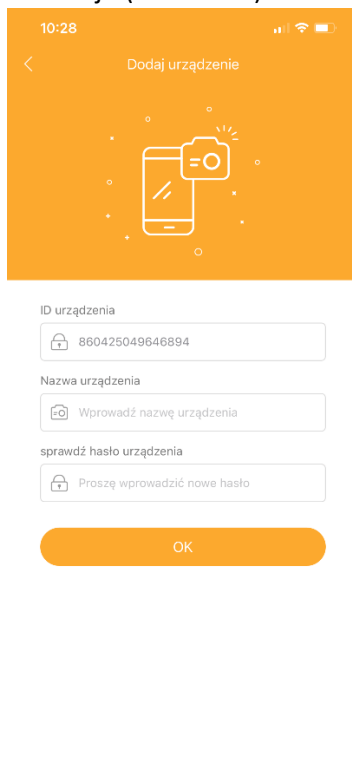 10:28
Dodaj urządzenie
ID urządzenia
860425049646894
Nazwa urządzenia
Wprowadź nazwę urządzenia
sprawdź hasło urządzenia
Proszę wprowadzić nowe hasło
OK